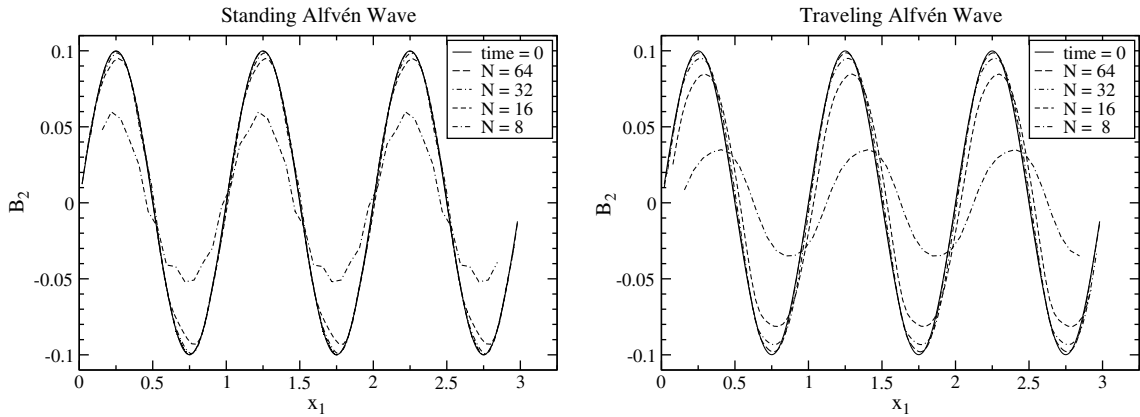 Standing Alfvén Wave
time = 0
N = 64
N = 32
N = 16
N = 8
0.1
0.05
0
-0.05
-0.1
B2
0 0.5 1 1.5 2 2.5 3
x1
Traveling Alfvén Wave
time = 0
N = 64
N = 32
N = 16
N = 8
0.1
0.05
0
-0.05
-0.1
B2
0 0.5 1 1.5 2 2.5 3
x1